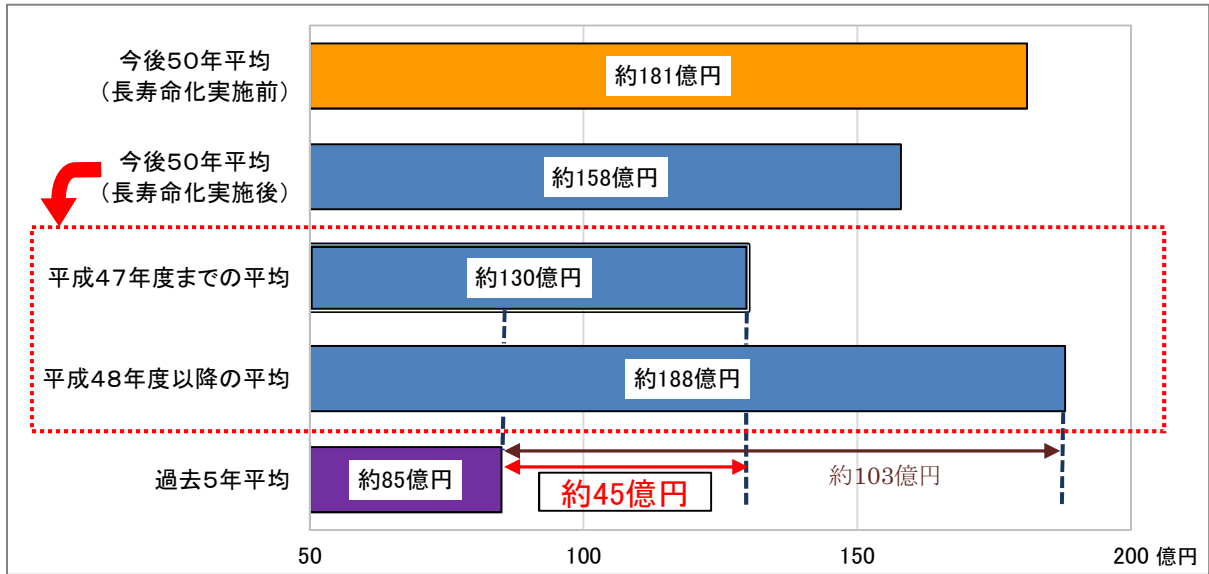 今後50年平均
（長寿命化実施前）
約181億円
今後50年平均
（長寿命化実施後）
約158億円
平成47年度までの平均
約130億円
平成48年度以降の平均
約188億円
過去5年平均
約85億円
約45億円
約103億円
50
100
150
200 億円